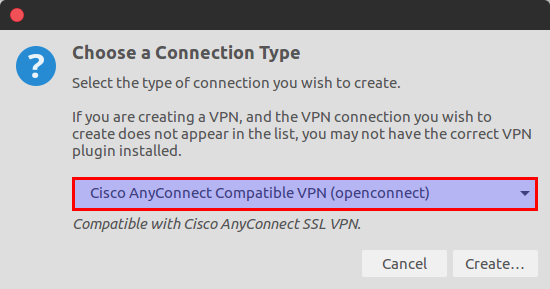 Choose a Connection Type
Select the type of connection you wish to create.
If you are creating a VPN, and the VPN connection you wish to
create does not appear in the list, you may not have the correct VPN
plugin installed.
Cisco AnyConnect Compatible VPN (openconnect)
Compatible with Cisco AnyConnect SSL VPN.
Cancel
Create...